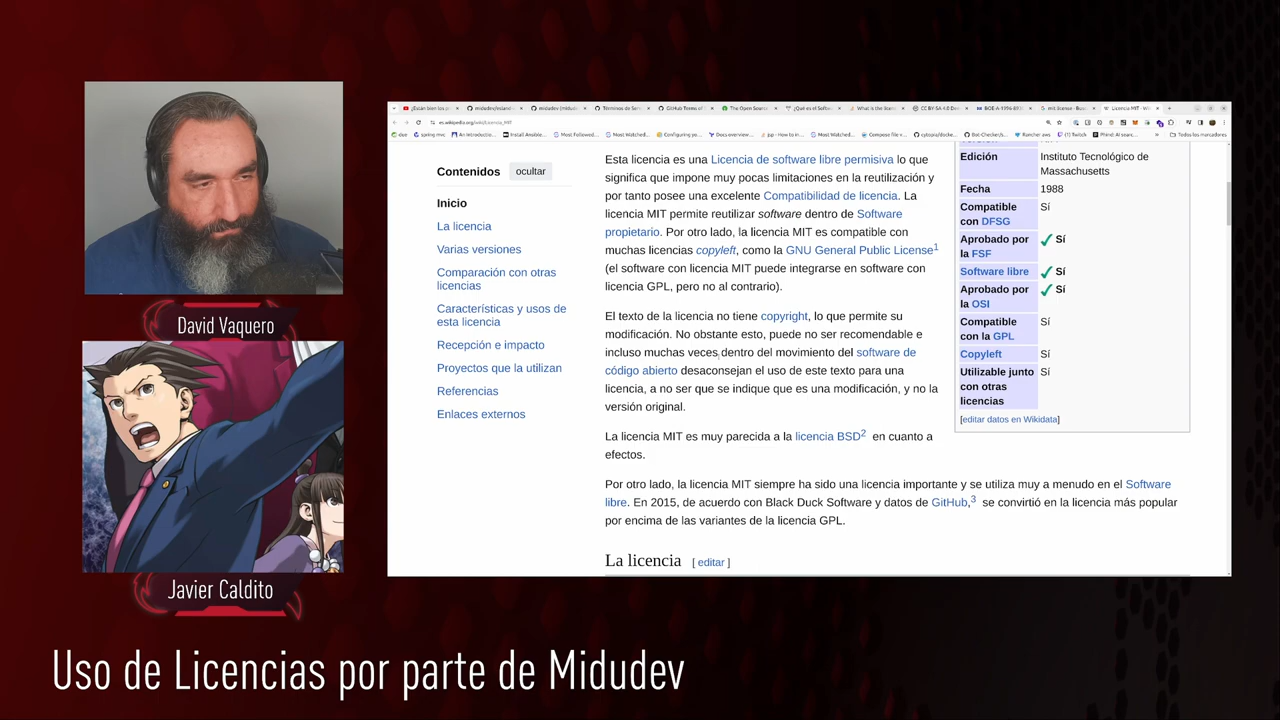 David Vaquero
Javier Caldito
Uso de Licencias por parte de Midudev
es.wikipedia.org/wiki/Licencia_MIT
Todos los marcadores
Contenidos ocultar
Inicio
La licencia
Varias versiones
Comparación con otras
licencias
Características y usos de
esta licencia
Recepción e impacto
Proyectos que la utilizan
Referencias
Enlaces externos
Esta licencia es una Licencia de software libre permisiva lo que
significa que impone muy pocas limitaciones en la reutilización y
por tanto posee una excelente Compatibilidad de licencia. La
licencia MIT permite reutilizar software dentro de Software
propietario. Por otro lado, la licencia MIT es compatible con
muchas licencias copyleft, como la GNU General Public License1
(el software con licencia MIT puede integrarse en software con
licencia GPL, pero no al contrario).
El texto de la licencia no tiene copyright, lo que permite su
modificación. No obstante esto, puede no ser recomendable e
incluso muchas veces dentro del movimiento del software de
código abierto desaconsejan el uso de este texto para una
licencia, a no ser que se indique que es una modificación, y no la
versión original.
La licencia MIT es muy parecida a la licencia BSD2 en cuanto a
efectos.
Por otro lado, la licencia MIT siempre ha sido una licencia importante y se utiliza muy a menudo en el Software
libre. En 2015, de acuerdo con Black Duck Software y datos de GitHub,3 se convirtió en la licencia más popular
por encima de las variantes de la licencia GPL.
La licencia [ editar ]
Edición Instituto Tecnológico de
Massachusetts
Fecha 1988
Compatible Sí
con DFSG
Aprobado por Sí
la FSF
Software libre Sí
Aprobado por Sí
la OSI
Compatible Sí
con la GPL
Copyleft Sí
Utilizable junto Sí
con otras
licencias
[editar datos en Wikidata]